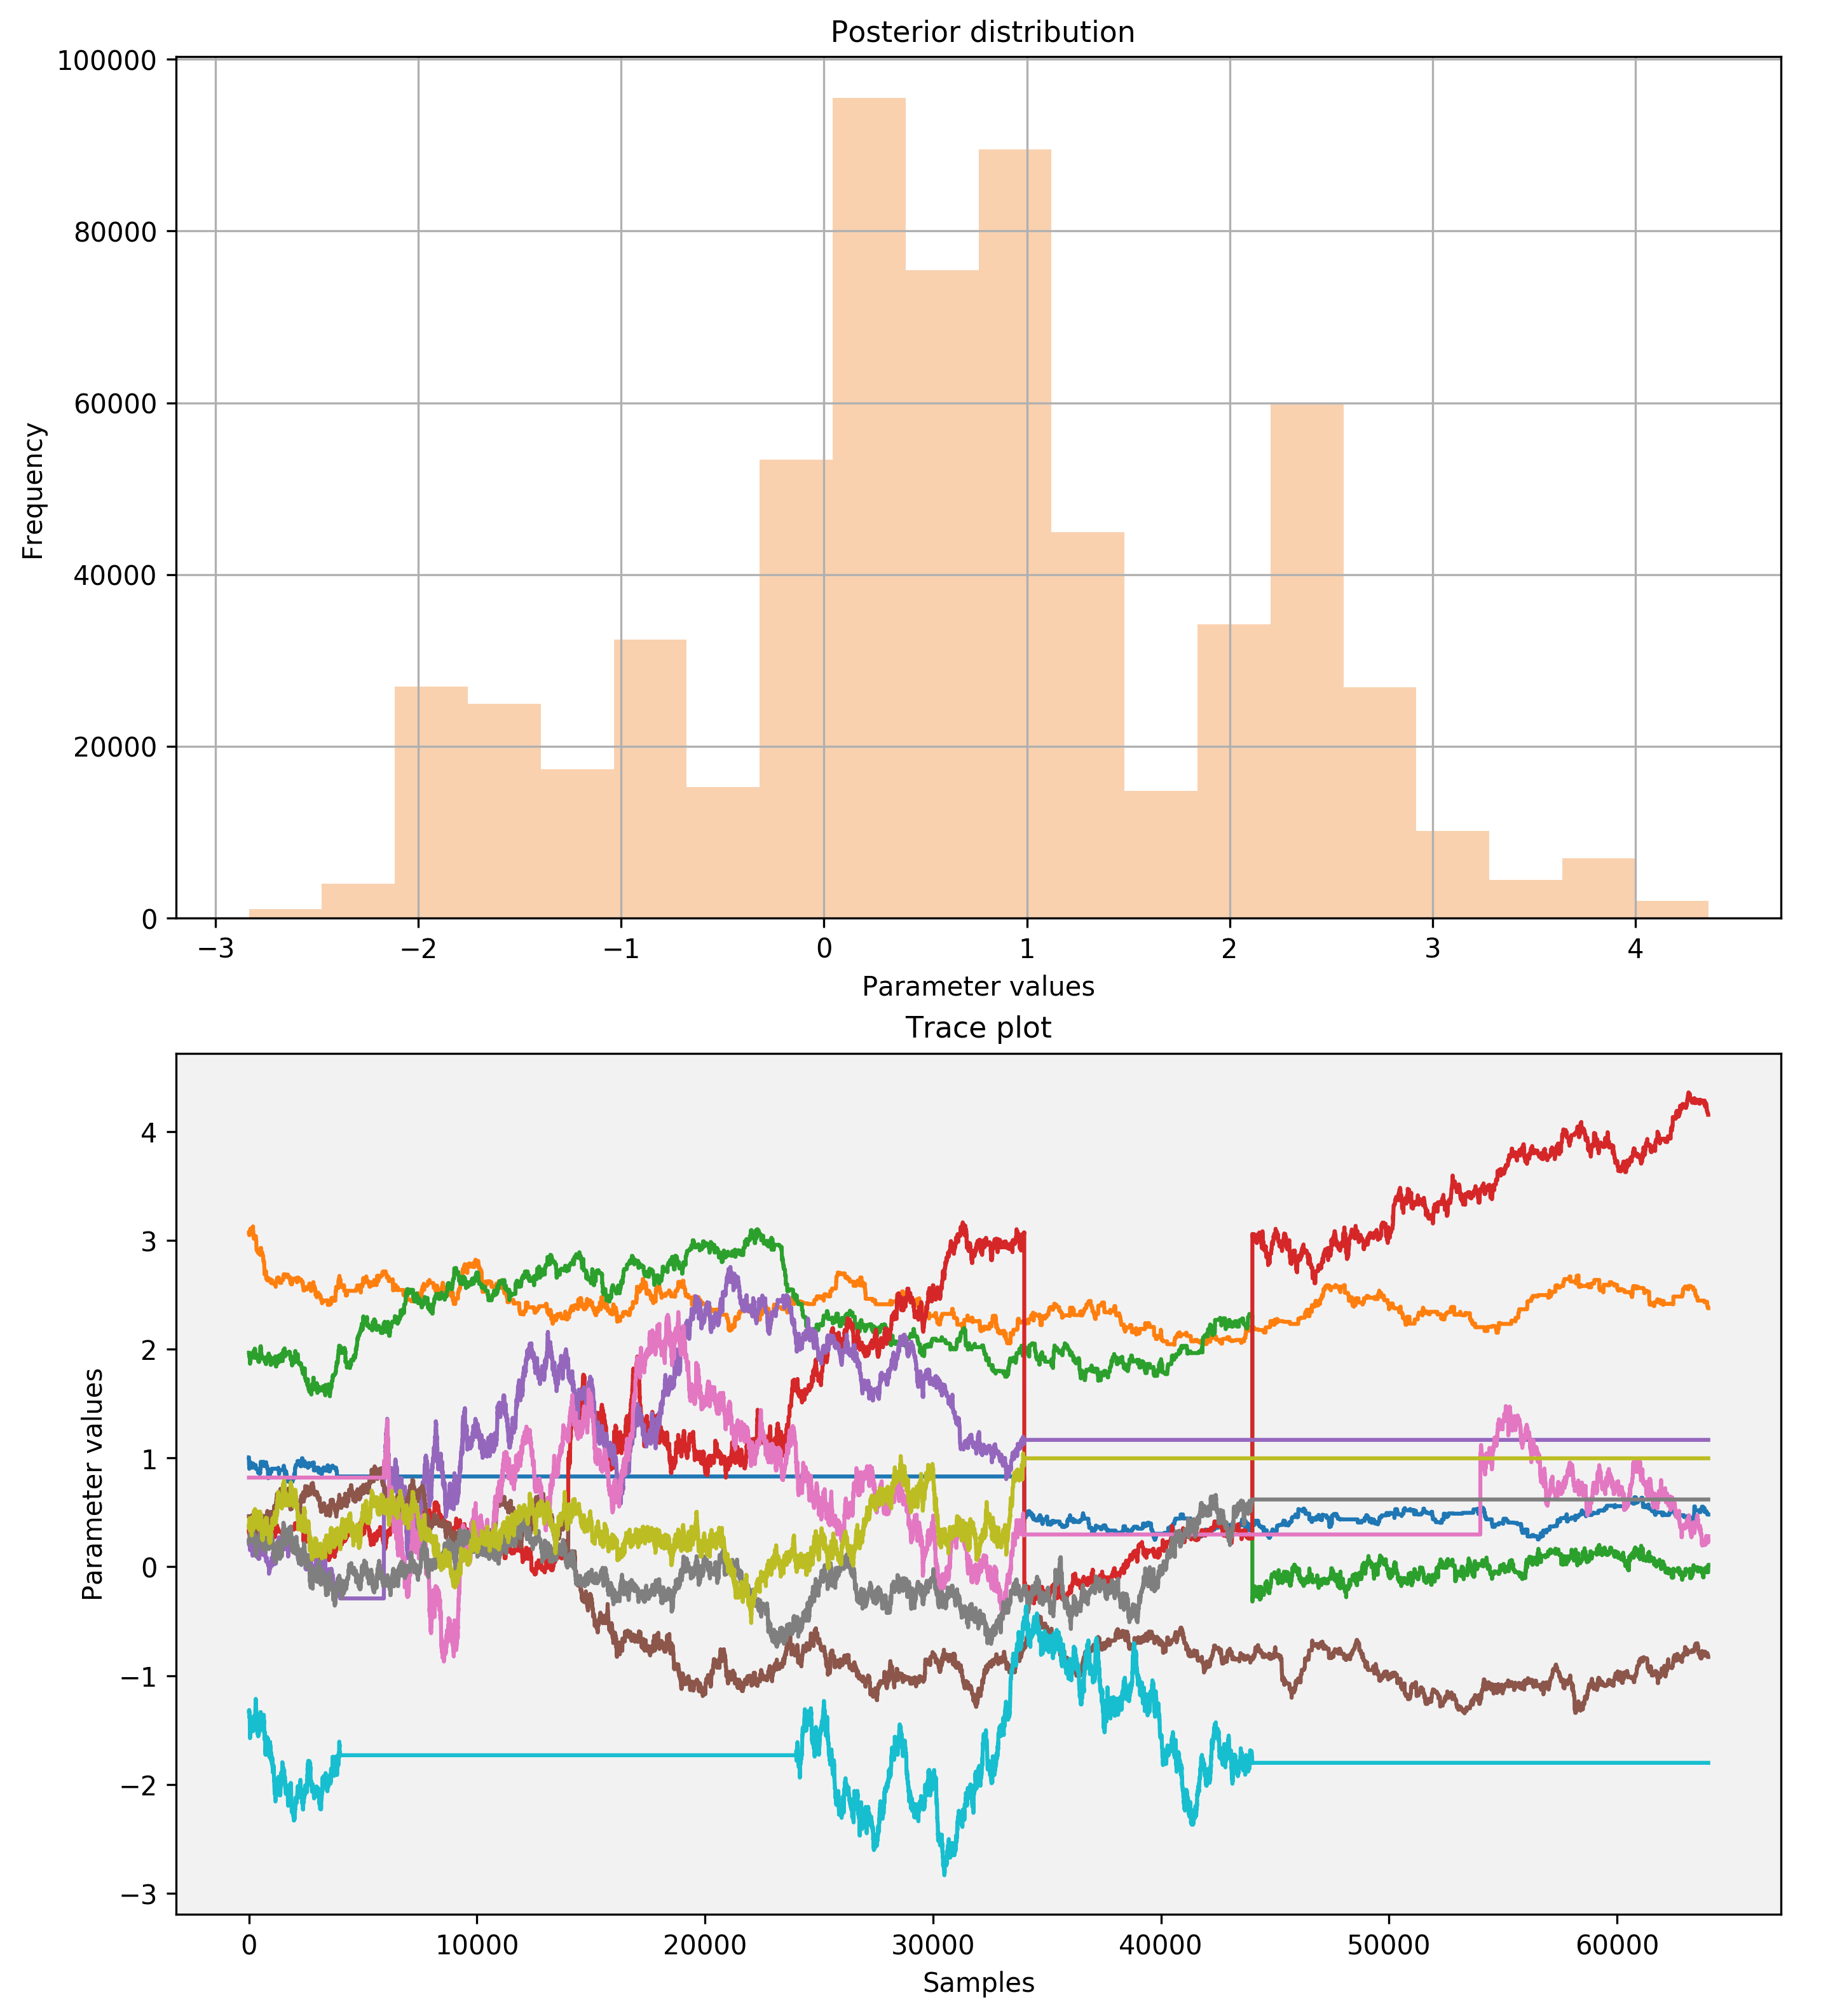 Posterior distribution
100000
80000
60000
40000
20000
0
Frequency
−3 −2 −1 0 1 2 3 4
Parameter values
Trace plot
4
3
2
1
0
−1
−2
−3
Parameter values
0 10000 20000 30000 40000 50000 60000
Samples